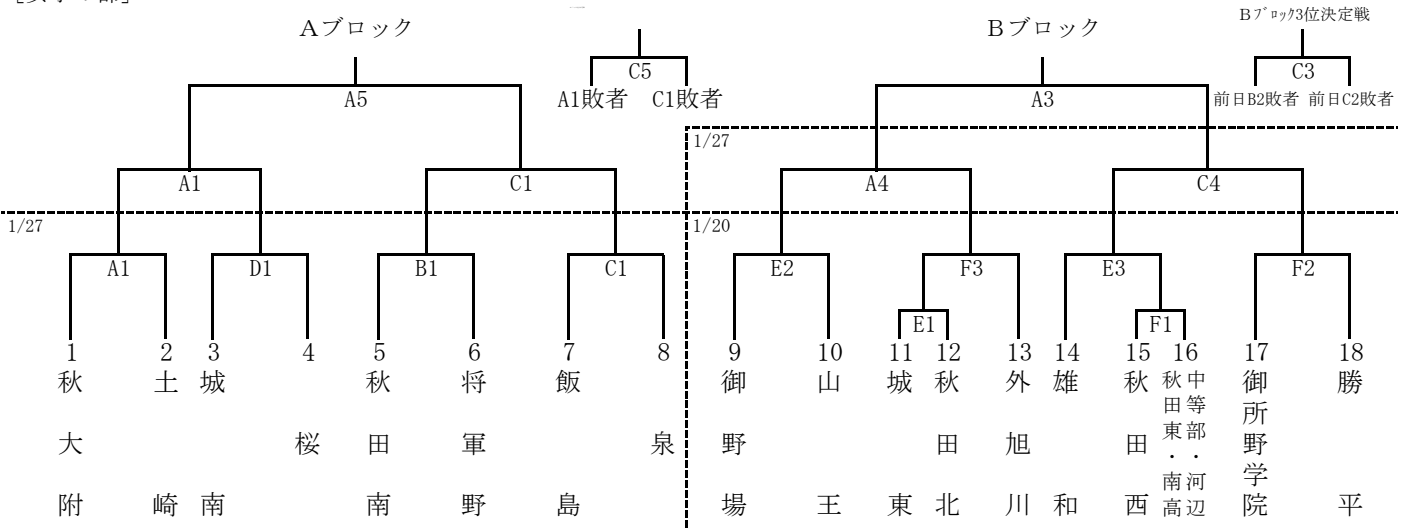 Aブロック
Bブロック
Bブロック3位決定戦
C5
A1敗者 C1敗者
C3
前日B2敗者 前日C2敗者
A5
A3
1/27
A1
C1
A4
C4
1/27
1/20
A1
D1
B1
C1
E2
F3
E3
F2
E1
F1
1 2 3 4 5 6 7 8 9 10 11 12 13 14 15 16 17 18
秋大附
土崎
城南
桜
秋田南
将軍野
飯島
泉
御野場
山王
城東
秋田北
外旭川
雄和
秋田西
中等部・河辺
秋田東・南高
御所野学院
勝平